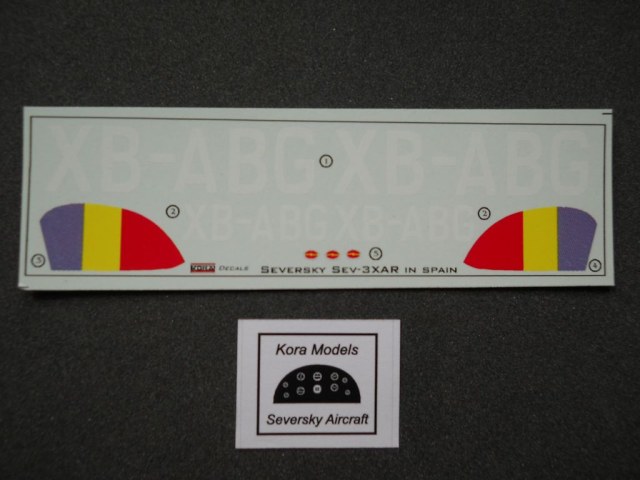 XB-ABG XB-ABG
1
2 XB-ABG XB-ABG 2
3 KORA Decals 5 4
Seversky Sev-3XAR in Spain
Kora Models
Seversky Aircraft